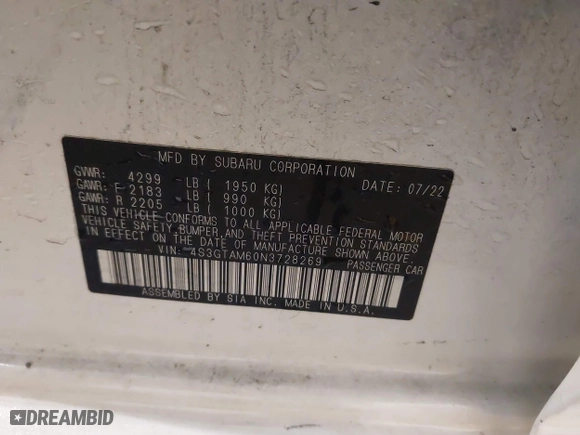 MFD BY SUBARU CORPORATION
GVWR: 4299 LB ( 1950 KG) DATE: 07/22
GAWR: F 2183 LB ( 990 KG)
GAWR: R 2205 LB ( 1000 KG)
THIS VEHICLE CONFORMS TO ALL APPLICABLE FEDERAL MOTOR
VEHICLE SAFETY, BUMPER, AND THEFT PREVENTION STANDARDS
IN EFFECT ON THE DATE OF MANUFACTURE SHOWN ABOVE.
VIN: 4S3GTAM60N3728269 PASSENGER CAR
ASSEMBLED BY SIA INC. MADE IN U.S.A.
DREAMBID